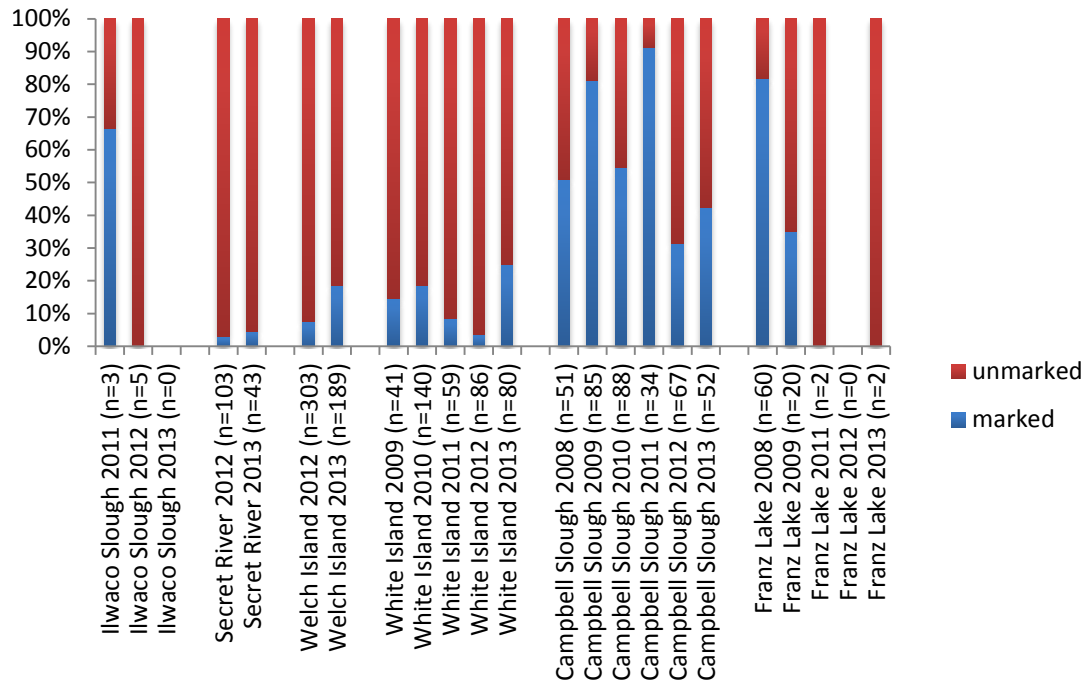 100%
90%
80%
70%
60%
50%
40%
30%
20%
10%
0%
Ilwaco Slough 2011 (n=3)
Ilwaco Slough 2012 (n=5)
Ilwaco Slough 2013 (n=0)
Secret River 2012 (n=103)
Secret River 2013 (n=43)
Welch Island 2012 (n=303)
Welch Island 2013 (n=189)
White Island 2009 (n=41)
White Island 2010 (n=140)
White Island 2011 (n=59)
White Island 2012 (n=86)
White Island 2013 (n=80)
Campbell Slough 2008 (n=51)
Campbell Slough 2009 (n=85)
Campbell Slough 2010 (n=88)
Campbell Slough 2011 (n=34)
Campbell Slough 2012 (n=67)
Campbell Slough 2013 (n=52)
Franz Lake 2008 (n=60)
Franz Lake 2009 (n=20)
Franz Lake 2011 (n=2)
Franz Lake 2012 (n=0)
Franz Lake 2013 (n=2)
unmarked
marked